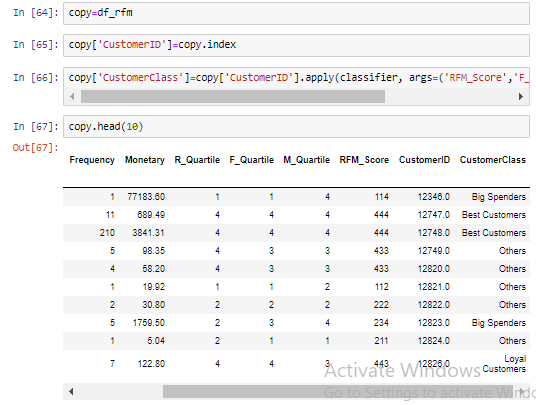 In [64]: copy=df_rfm
In [65]: copy['CustomerID']=copy.index
In [66]: copy['CustomerClass']=copy['CustomerID'].apply(classifier, args=('RFM_Score','F_
In [67]: copy.head(10)
Out[67]:
Frequency Monetary R_Quartile F_Quartile M_Quartile RFM_Score CustomerID CustomerClass
1 77183.60 1 1 4 114 12346.0 Big Spenders
11 689.49 4 4 4 444 12747.0 Best Customers
210 3841.31 4 4 4 444 12748.0 Best Customers
5 98.35 4 3 3 433 12749.0 Others
4 58.20 4 3 3 433 12820.0 Others
1 19.92 1 1 2 112 12821.0 Others
2 30.80 2 2 2 222 12822.0 Others
5 1759.50 2 3 4 234 12823.0 Big Spenders
1 5.04 2 1 1 211 12824.0 Others
7 122.80 4 4 3 443 12826.0 Loyal
Customers
Activate Windows
Go to Settings to activate Windo